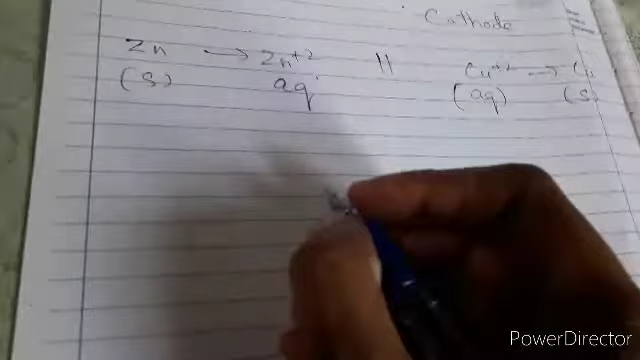 Cathode
Zn → Zn+2 || Cu+2 → Cu
(s) aq (aq) (s)
PowerDirector